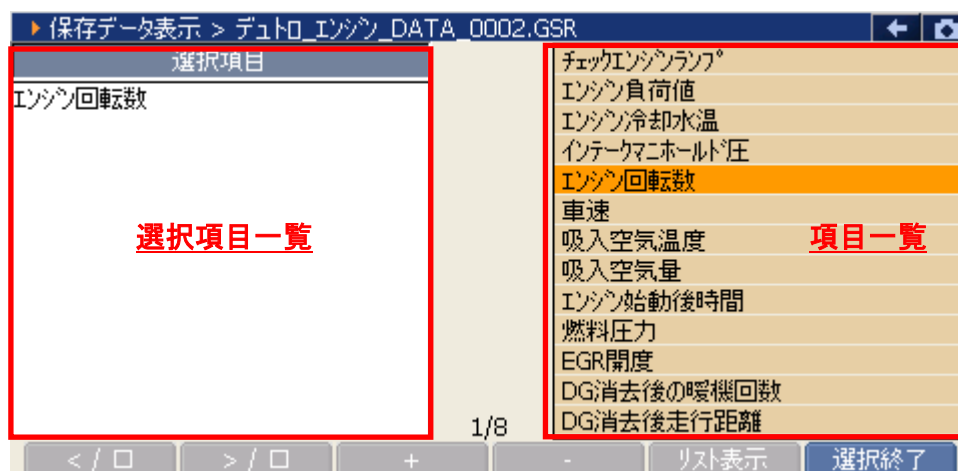 保存データ表示 > デュトロ_エンジン_DATA_0002.GSR
選択項目
エンジン回転数
選択項目一覧
チェックエンジンランプ
エンジン負荷値
エンジン冷却水温
インテークマニホールド圧
エンジン回転数
車速
吸入空気温度
項目一覧
吸入空気量
エンジン始動後時間
燃料圧力
EGR開度
DG消去後の暖機回数
DG消去後走行距離
1/8
< / ロ
> / ロ
+
-
リスト表示
選択終了